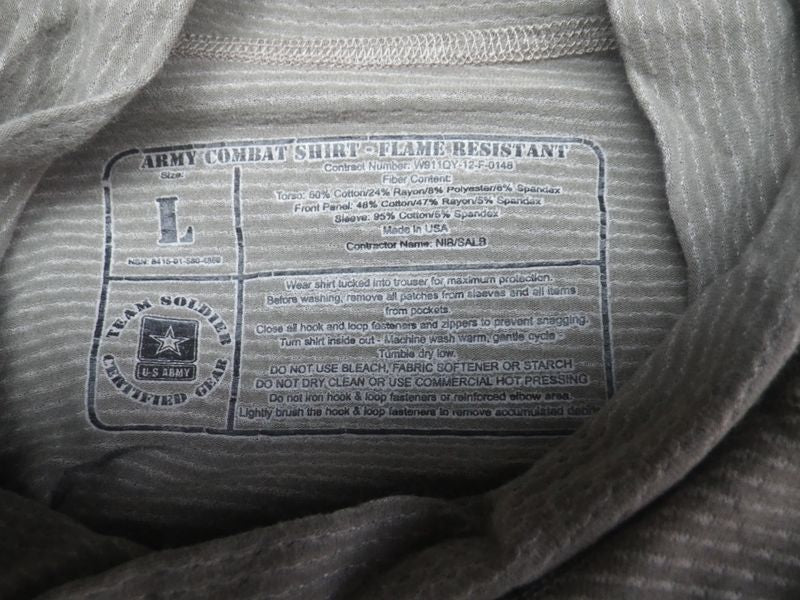 ARMY COMBAT SHIRT - FLAME RESISTANT
Size:
L
Contract Number: W911QY-12-F-0148
Fiber Content:
Torso: 60% Cotton/24% Rayon/8% Polyester/8% Spandex
Front Panel: 48% Cotton/47% Rayon/5% Spandex
Sleeve: 95% Cotton/5% Spandex
Made in USA
Contractor Name: NIB/SALB
NSN: 8415-01-580-
TEAM SOLDIER
U.S ARMY
CERTIFIED GEAR
Wear shirt tucked into trouser for maximum protection.
Before washing, remove all patches from sleeves and all items
from pockets.
Close all hook and loop fasteners and zippers to prevent snagging.
Turn shirt inside out - Machine wash warm, gentle cycle -
Tumble dry low.
DO NOT USE BLEACH, FABRIC SOFTENER OR STARCH
DO NOT DRY CLEAN OR USE COMMERCIAL HOT PRESSING
Do not iron hook & loop fasteners or reinforced elbow area.
Lightly brush the hook & loop fasteners to remove accumulated debris